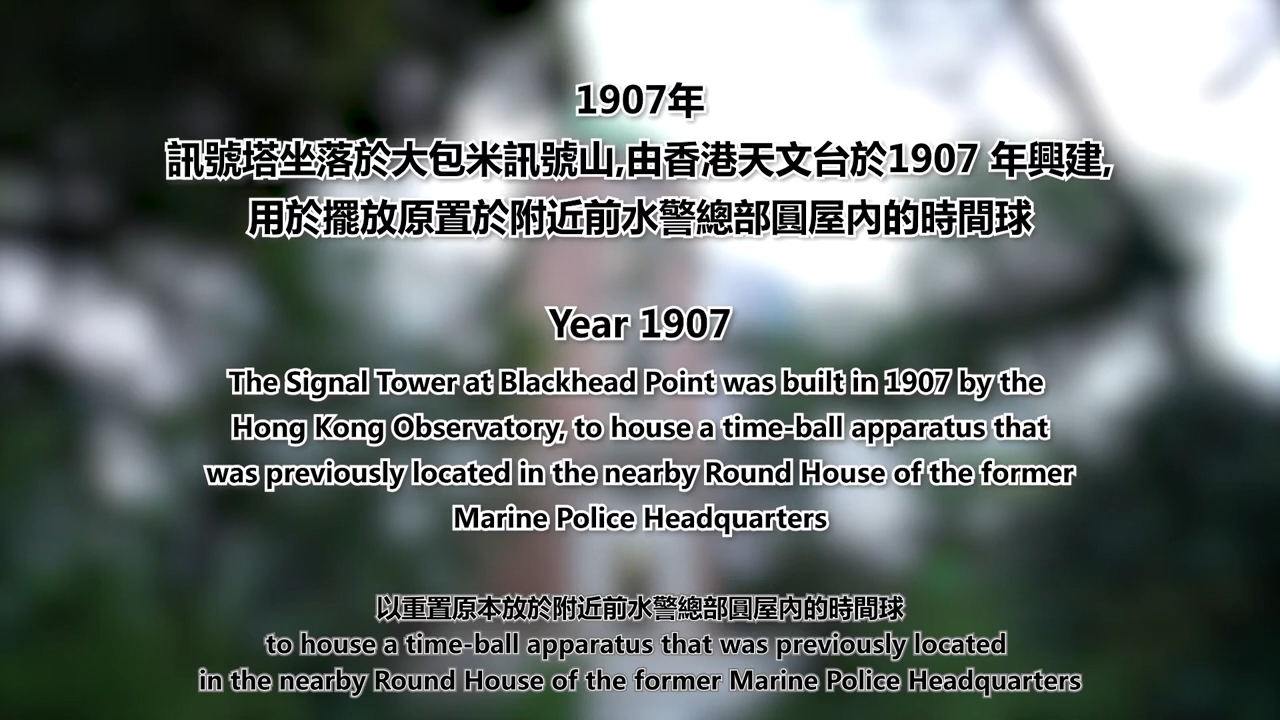 1907年
訊號塔坐落於大包米訊號山,由香港天文台於1907 年興建,
用於擺放原置於附近前水警總部圓屋內的時間球
Year 1907
The Signal Tower at Blackhead Point was built in 1907 by the
Hong Kong Observatory, to house a time-ball apparatus that
was previously located in the nearby Round House of the former
Marine Police Headquarters
以重置原本放於附近前水警總部圓屋內的時間球
to house a time-ball apparatus that was previously located
in the nearby Round House of the former Marine Police Headquarters